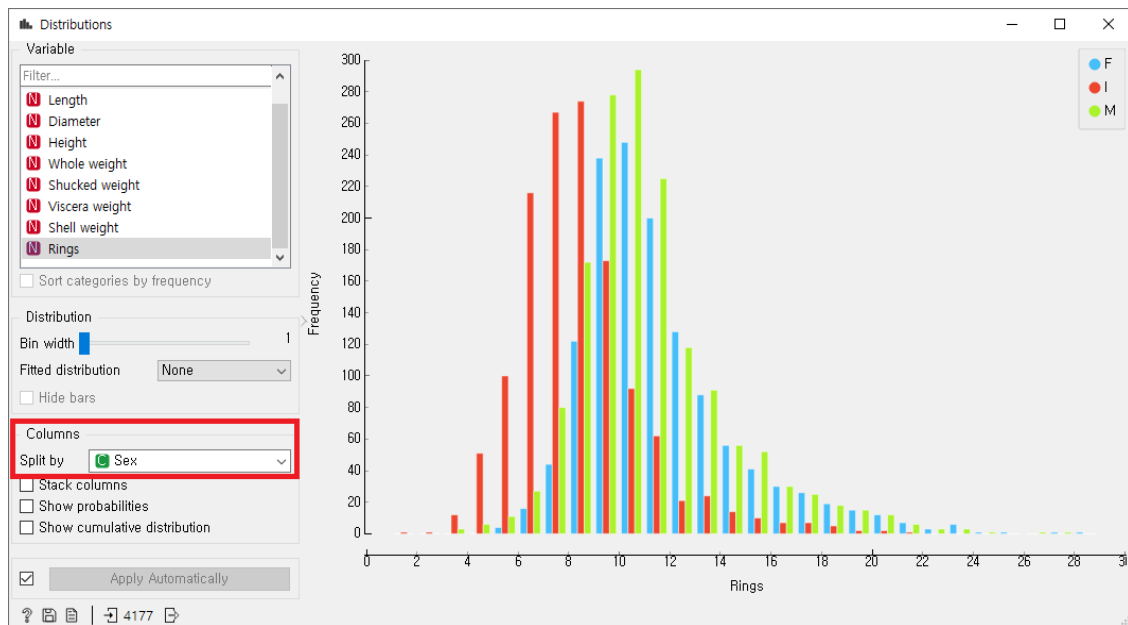 Distributions
Variable
Filter...
N Length
N Diameter
N Height
N Whole weight
N Shucked weight
N Viscera weight
N Shell weight
N Rings
Sort categories by frequency
Distribution
Bin width 1
Fitted distribution None
Hide bars
Columns
Split by C Sex
Stack columns
Show probabilities
Show cumulative distribution
Apply Automatically
? 4177
300
280
260
240
220
200
180
160
140
120
100
80
60
40
20
0
Frequency
0 2 4 6 8 10 12 14 16 18 20 22 24 26 28 30
Rings
F
I
M